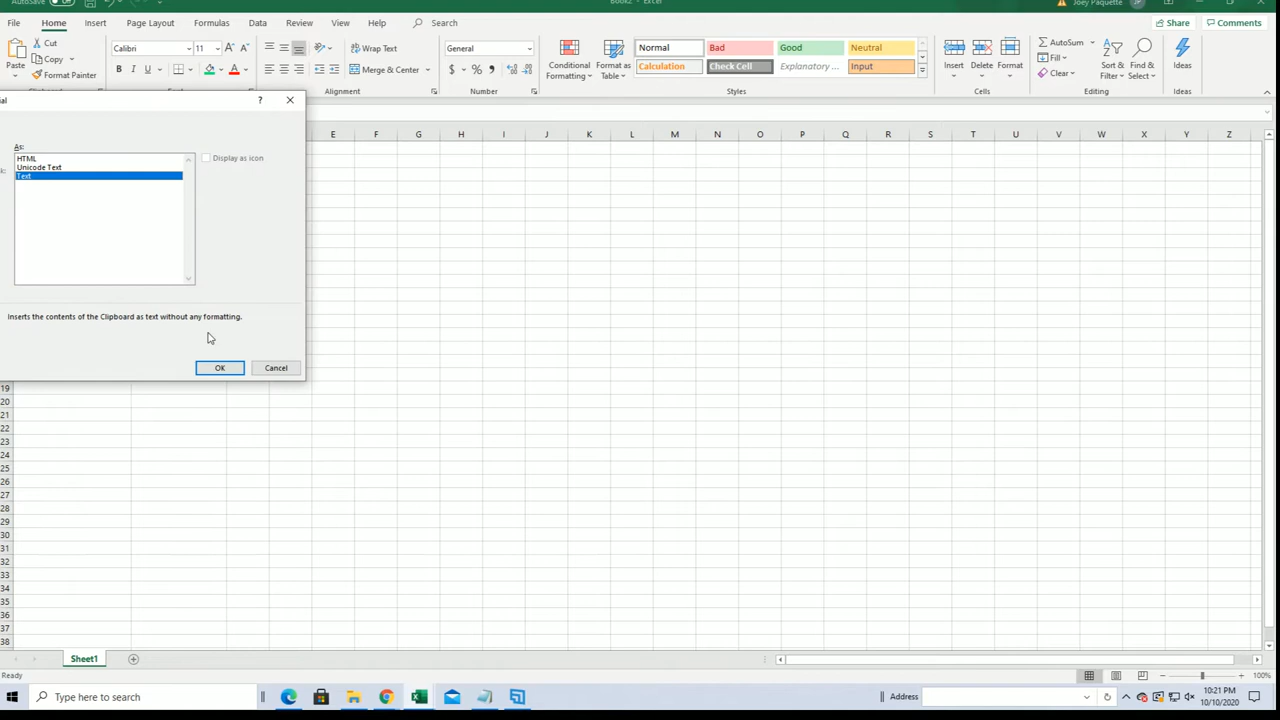 AutoSave
Book2 - Excel
Joey Paquette
JP
File Home Insert Page Layout Formulas Data Review View Help Search
Share Comments
Cut
Copy
Format Painter
Paste
Calibri 11
B I U
Wrap Text
Merge & Center
General
$ % ,
Conditional Formatting
Format as Table
Normal Bad Good Neutral
Calculation Check Cell Explanatory ... Input
Insert Delete Format
AutoSum
Fill
Clear
Sort & Filter
Find & Select
Ideas
Alignment Number Styles Cells Editing Ideas
ial ? ×
As:
HTML
Unicode Text
Text
Display as icon
Inserts the contents of the Clipboard as text without any formatting.
OK Cancel
E F G H I J K L M N O P Q R S T U V W X Y Z
19
20
21
22
23
24
25
26
27
28
29
30
31
32
33
34
35
36
37
38
Sheet1
Ready
100%
Type here to search
Address
10:21 PM
10/10/2020